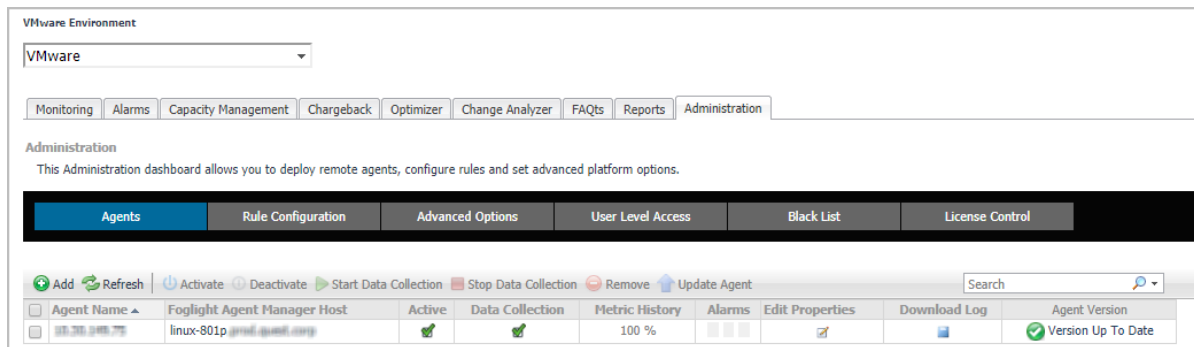 VMware Environment
VMware
Monitoring Alarms Capacity Management Chargeback Optimizer Change Analyzer FAQts Reports Administration
Administration
This Administration dashboard allows you to deploy remote agents, configure rules and set advanced platform options.
Agents Rule Configuration Advanced Options User Level Access Black List License Control
Add Refresh Activate Deactivate Start Data Collection Stop Data Collection Remove Update Agent Search
Agent Name Foglight Agent Manager Host Active Data Collection Metric History Alarms Edit Properties Download Log Agent Version
linux-801p 100 % Version Up To Date